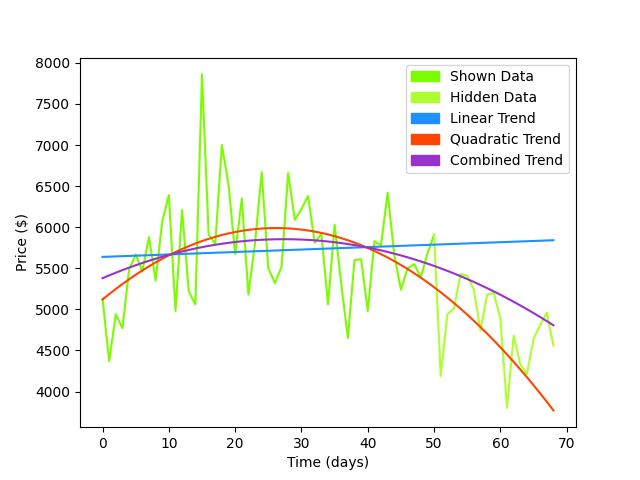 8000
7500
7000
6500
6000
5500
5000
4500
4000
Price ($)
0 10 20 30 40 50 60 70
Time (days)
Shown Data
Hidden Data
Linear Trend
Quadratic Trend
Combined Trend